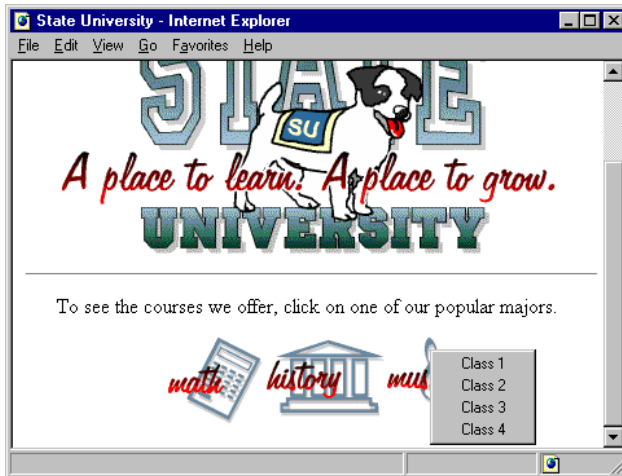 State University - Internet Explorer
File Edit View Go Favorites Help
STATE
SU
A place to learn. A place to grow.
UNIVERSITY
To see the courses we offer, click on one of our popular majors.
math history mus
Class 1
Class 2
Class 3
Class 4